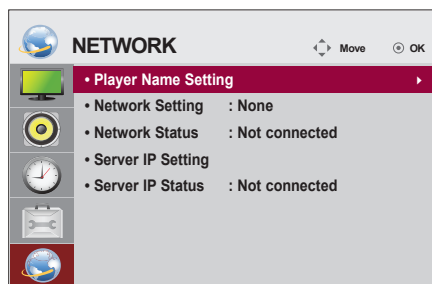 NETWORK Move OK
• Player Name Setting
• Network Setting : None
• Network Status : Not connected
• Server IP Setting
• Server IP Status : Not connected